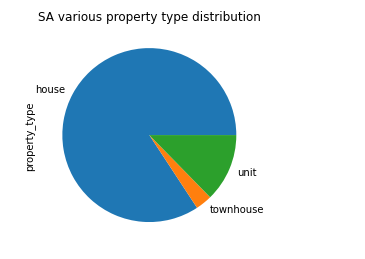 SA various property type distribution
house
property_type
unit
townhouse